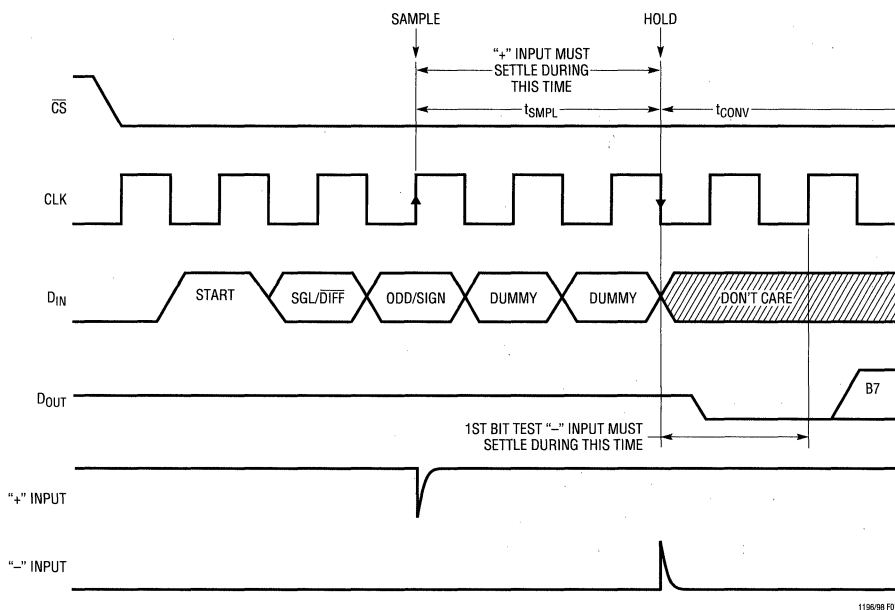 SAMPLE
HOLD
“+” INPUT MUST
SETTLE DURING
THIS TIME
CS
tSMPL
tCONV
CLK
DIN
START
SGL/DIFF
ODD/SIGN
DUMMY
DUMMY
DON'T CARE
DOUT
B7
1ST BIT TEST “–” INPUT MUST
SETTLE DURING THIS TIME
“+” INPUT
“–” INPUT
1196/98 F0